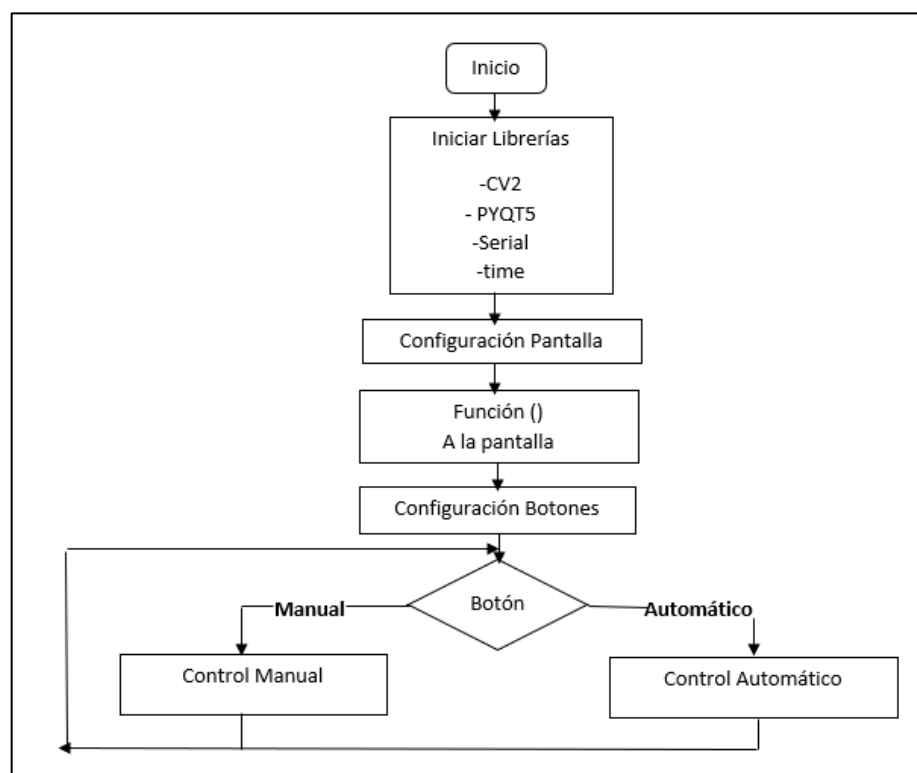 Inicio
Iniciar Librerías
-CV2
- PYQT5
-Serial
-time
Configuración Pantalla
Función ()
A la pantalla
Configuración Botones
Botón
Manual
Automático
Control Manual
Control Automático